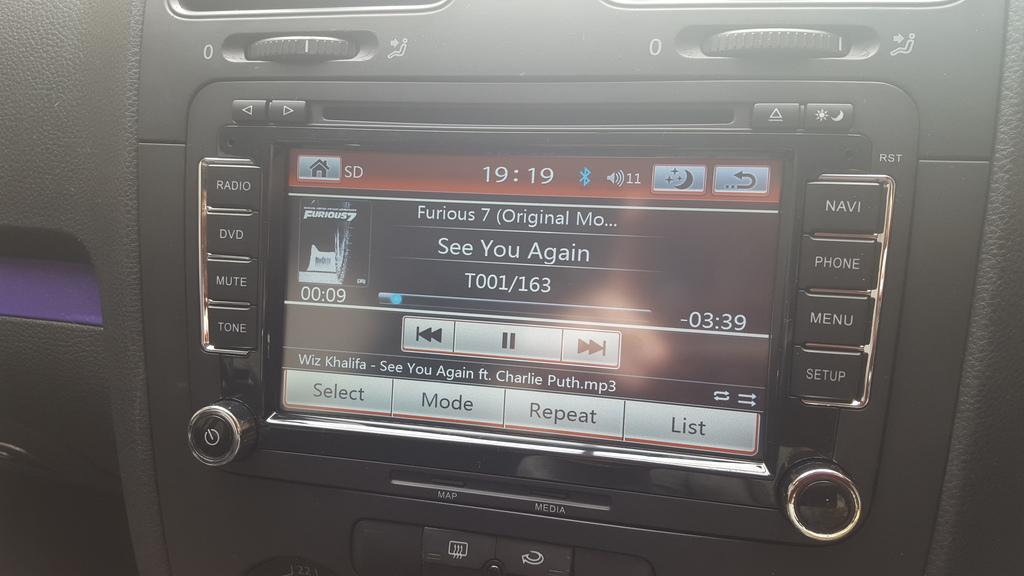 0
0
RST
SD 19:19 11
RADIO
DVD
MUTE
TONE
FURIOUS7
Furious 7 (Original Mo...
See You Again
T001/163
00:09
-03:39
Wiz Khalifa - See You Again ft. Charlie Puth.mp3
Select Mode Repeat List
NAVI
PHONE
MENU
SETUP
MAP
MEDIA
22